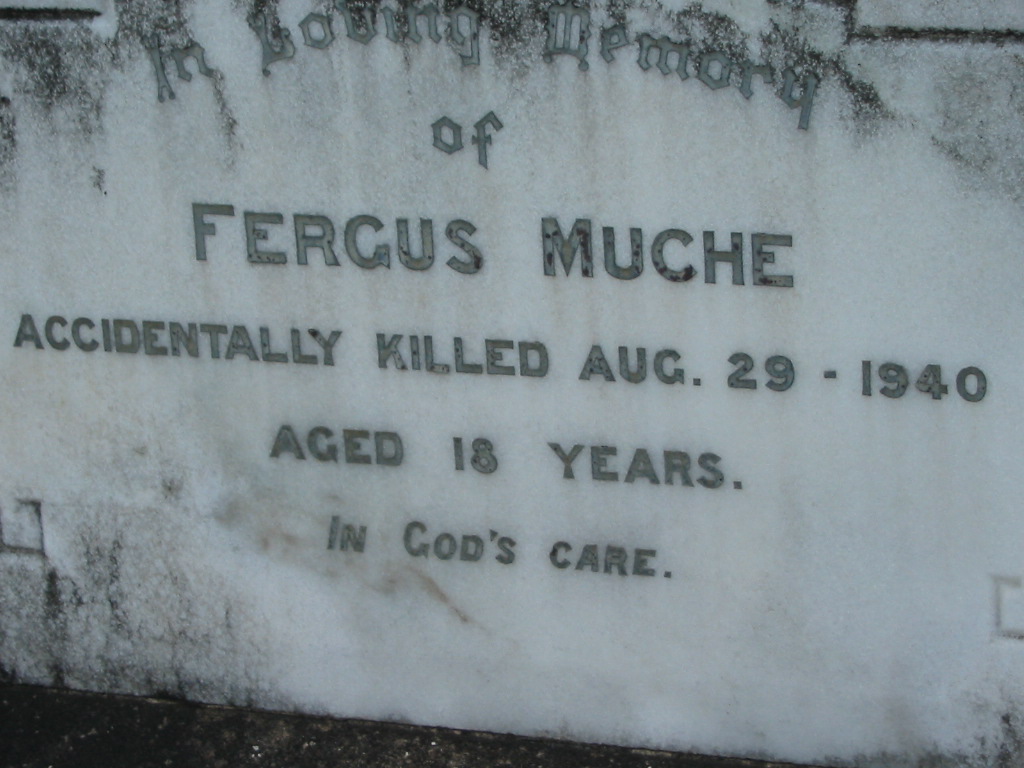 In Loving Memory
of
FERGUS MUCHE
ACCIDENTALLY KILLED AUG. 29 - 1940
AGED 18 YEARS.
IN GOD'S CARE.